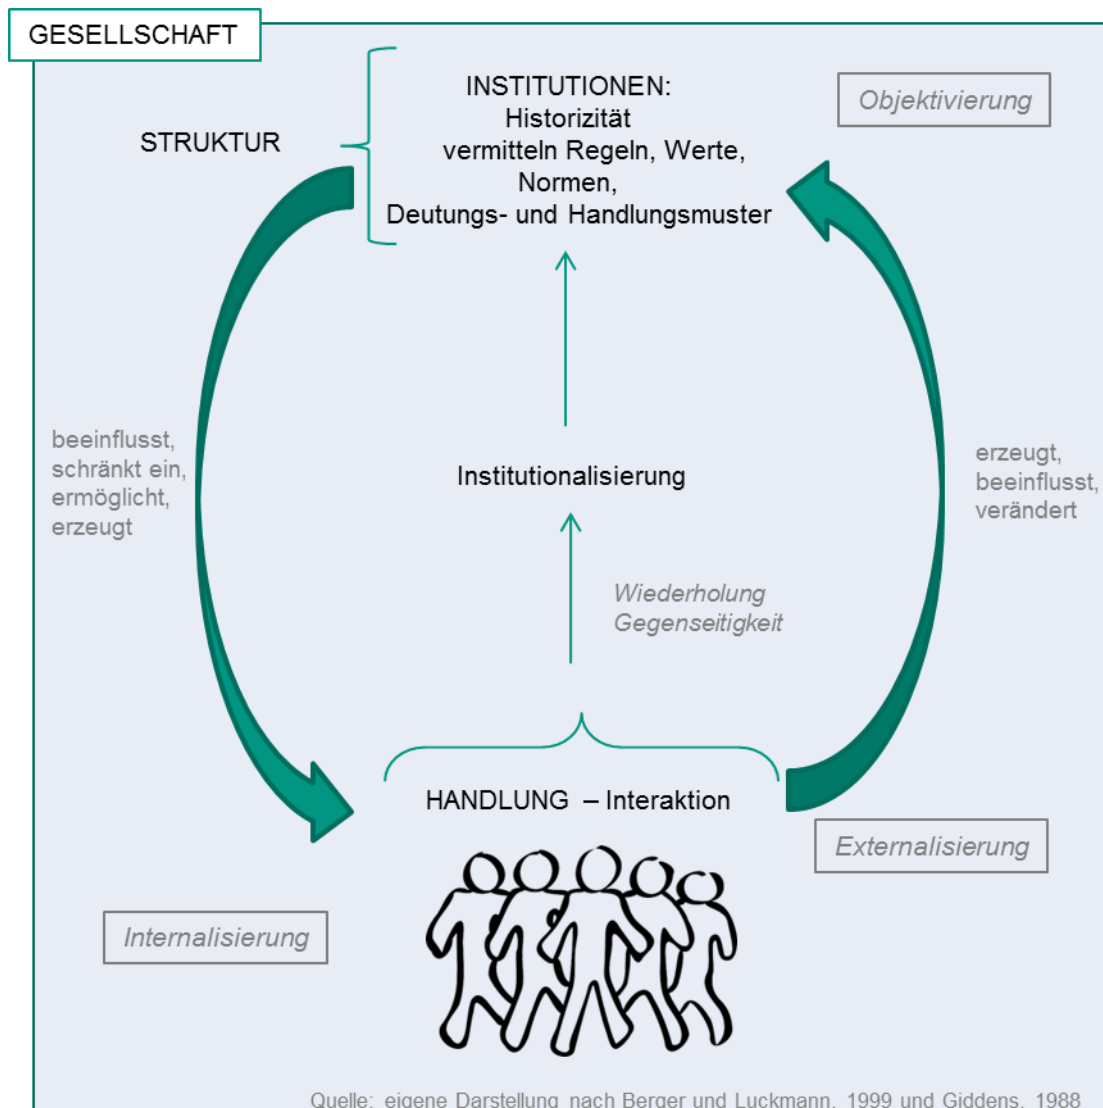 GESELLSCHAFT
INSTITUTIONEN:
Historizität
vermitteln Regeln, Werte,
Normen,
Deutungs- und Handlungsmuster
STRUKTUR
Objektivierung
beeinflusst,
schränkt ein,
ermöglicht,
erzeugt
Institutionalisierung
erzeugt,
beeinflusst,
verändert
Wiederholung
Gegenseitigkeit
HANDLUNG – Interaktion
Externalisierung
Internalisierung
Quelle: eigene Darstellung nach Berger und Luckmann, 1999 und Giddens, 1988